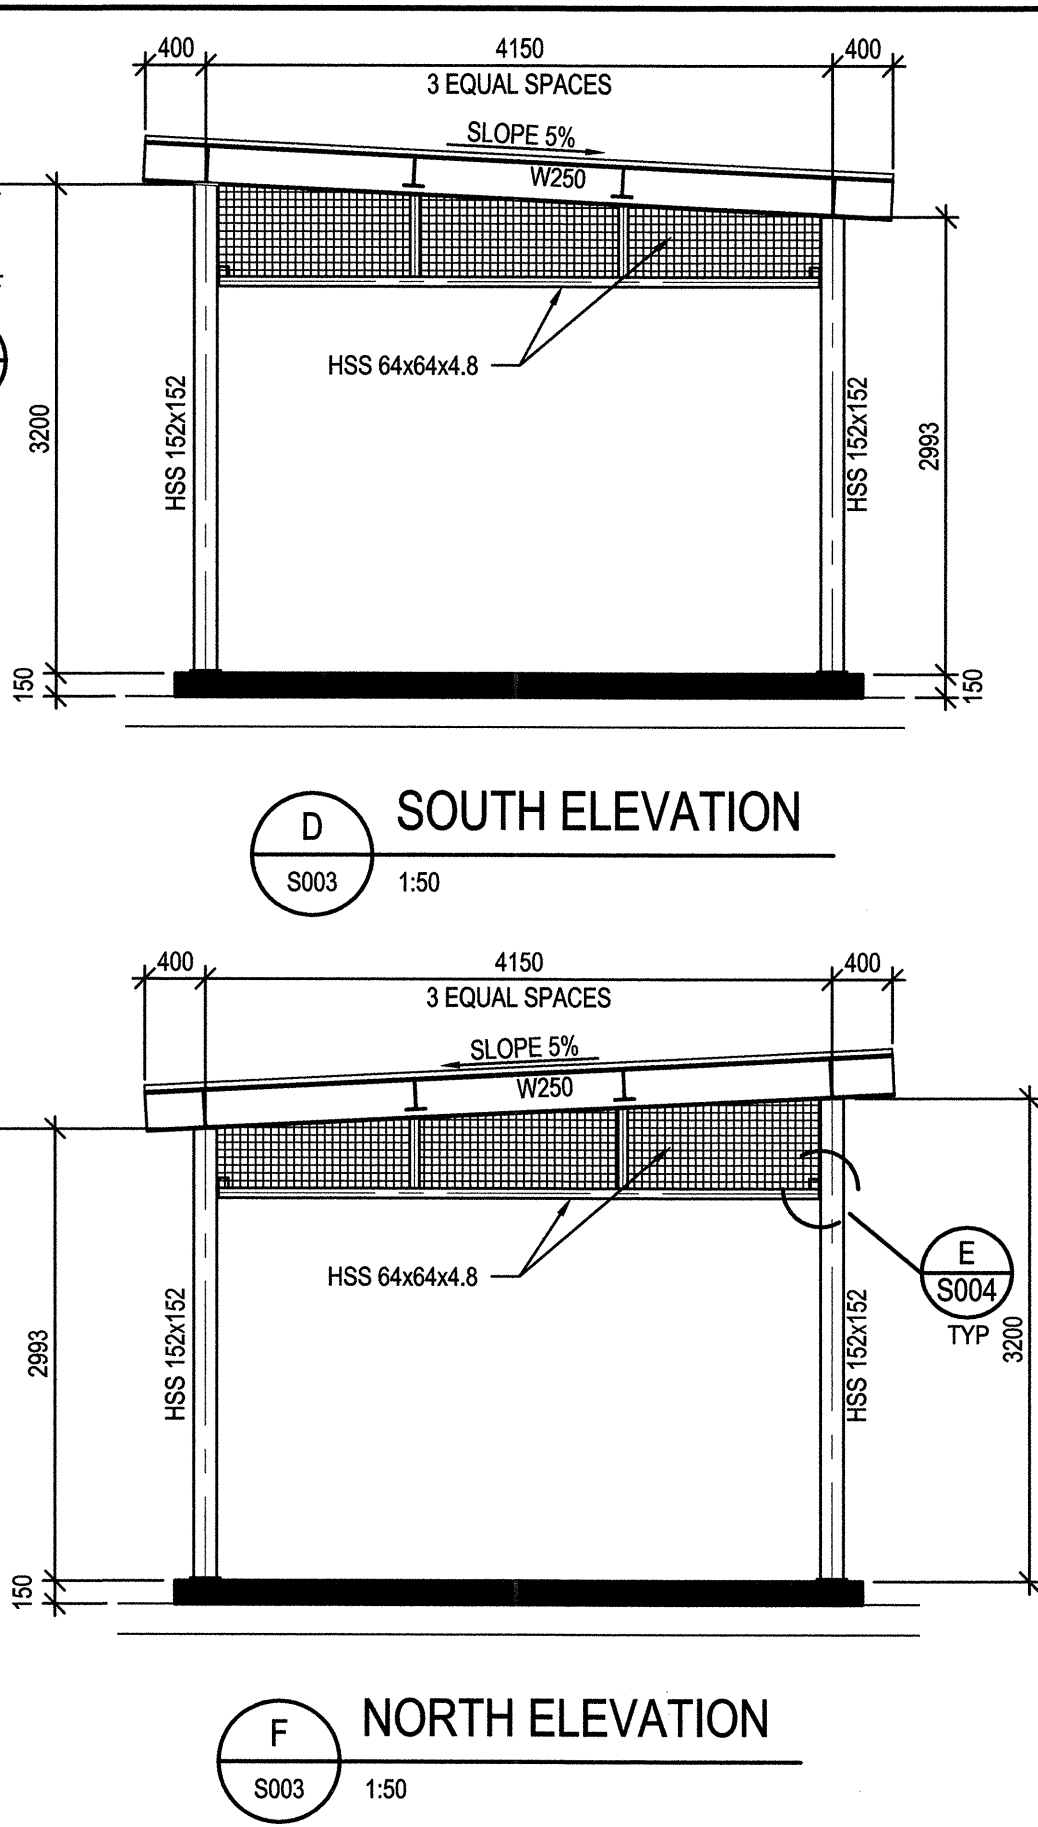 400 4150 400
3 EQUAL SPACES
SLOPE 5%
W250
HSS 64x64x4.8
3200
HSS 152x152
HSS 152x152
2993
150
150
D
S003
SOUTH ELEVATION
1:50
400 4150 400
3 EQUAL SPACES
SLOPE 5%
W250
HSS 64x64x4.8
E
S004
TYP
2993
HSS 152x152
HSS 152x152
3200
150
F
S003
NORTH ELEVATION
1:50